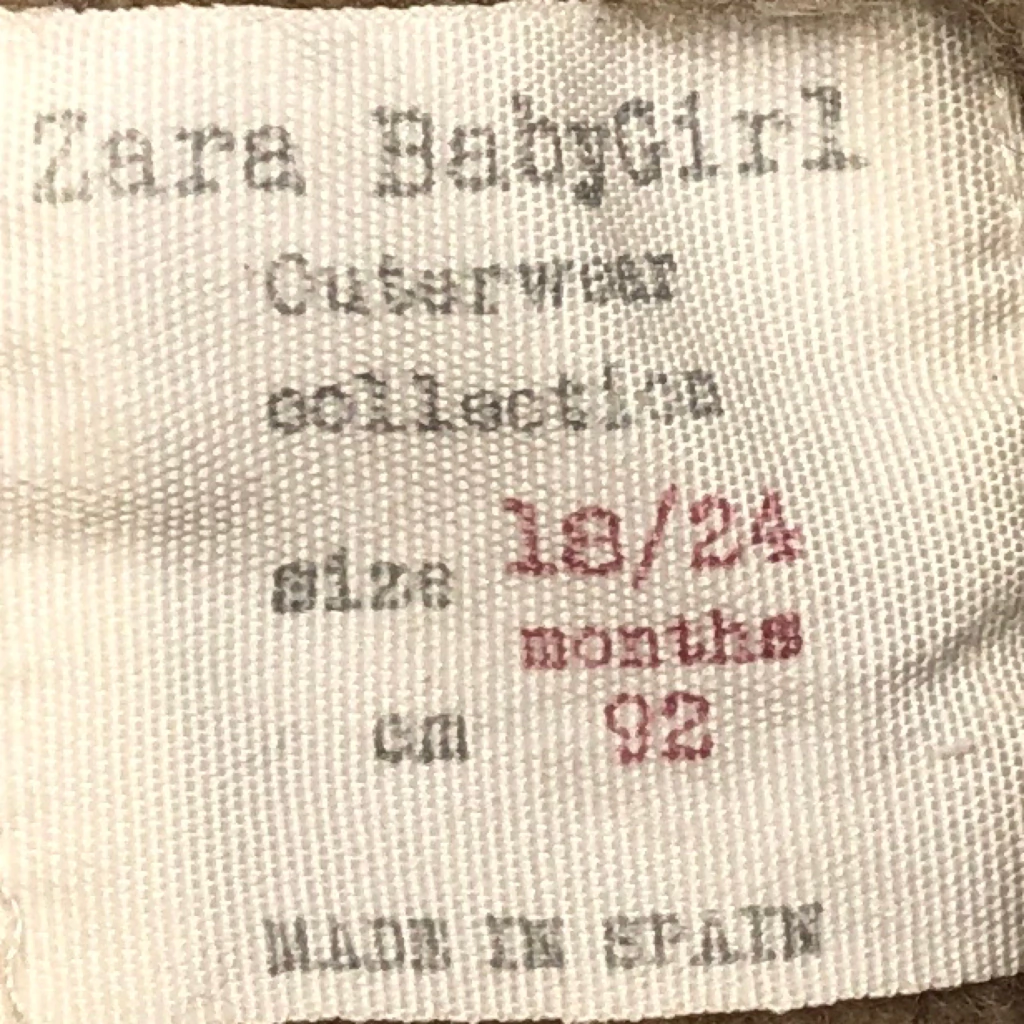 Zara BabyGirl
Outerwear
collection
size 18/24
months
cm 92
MADE IN SPAIN